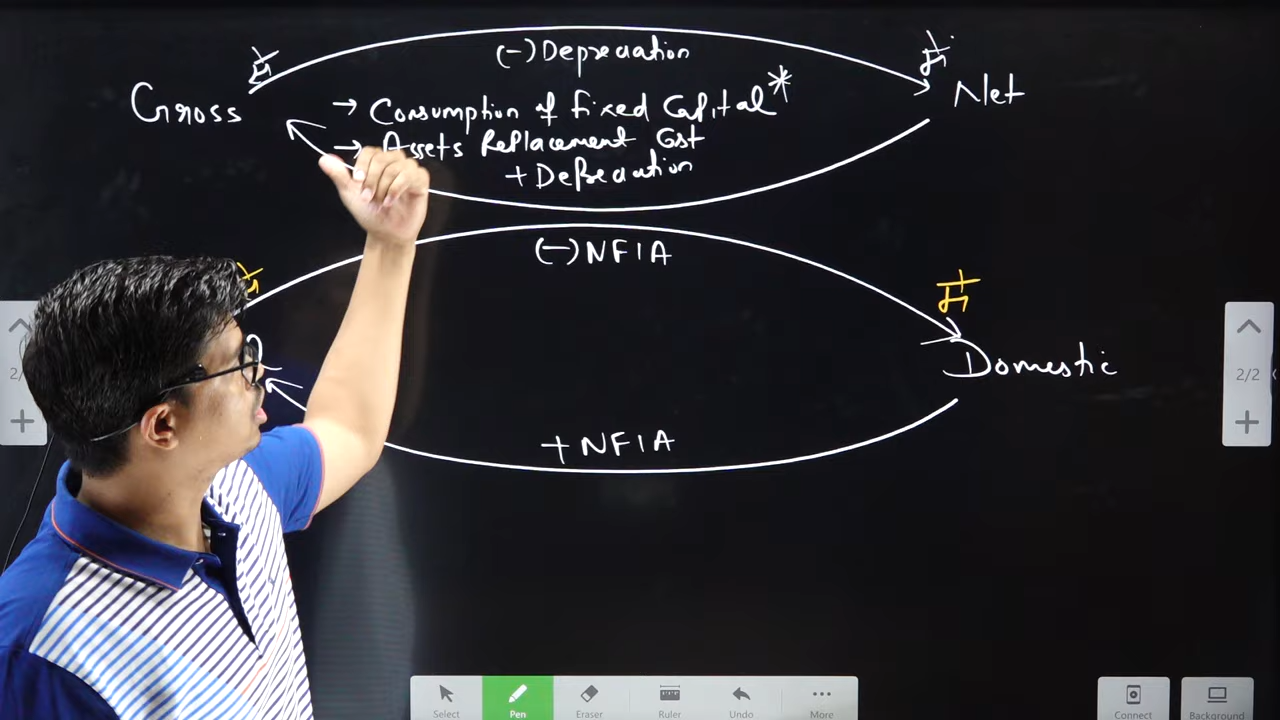 (-) Depreciation
से
में
Gross
→ Consumption of Fixed Capital*
Net
→ Assets Replacement Cost
+ Depreciation
(-) NFIA
से
में
Domestic
+ NFIA
2/2
Select
Pen
Eraser
Ruler
Undo
More
Connect
Background